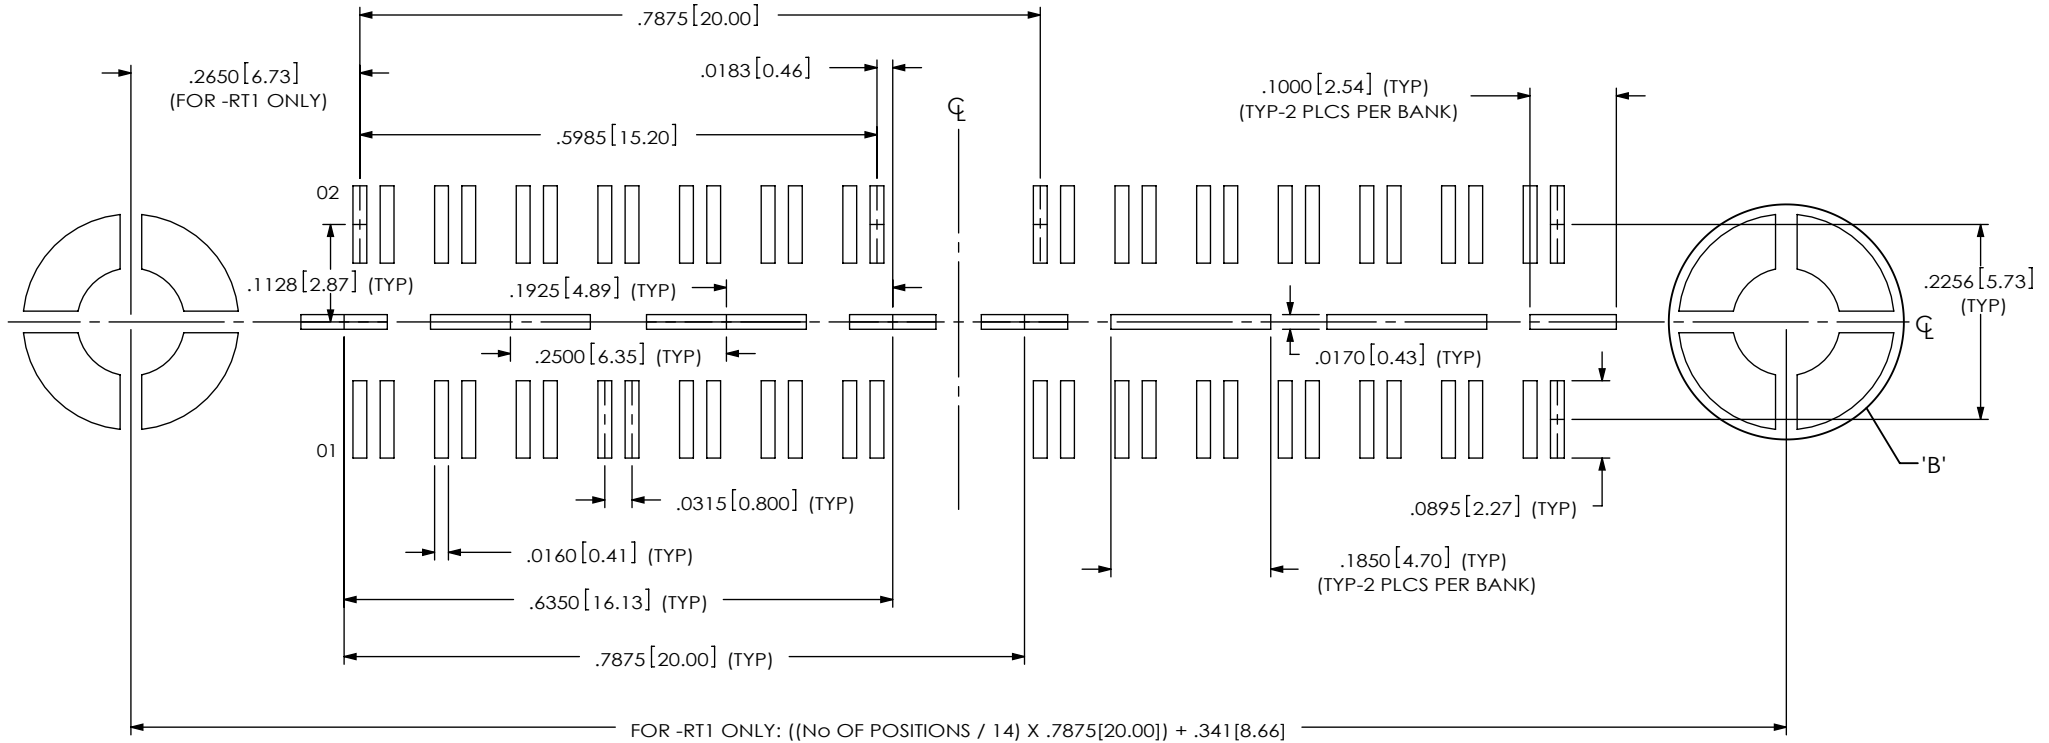 .7875[20.00]
.2650[6.73]
(FOR -RT1 ONLY)
.0183[0.46]
.1000[2.54] (TYP)
(TYP-2 PLCS PER BANK)
℄
.5985[15.20]
02
.1128[2.87] (TYP)
.1925[4.89] (TYP)
.2256[5.73]
(TYP)
℄
.2500[6.35] (TYP)
.0170[0.43] (TYP)
01
'B'
.0315[0.800] (TYP)
.0895[2.27] (TYP)
.0160[0.41] (TYP)
.1850[4.70] (TYP)
(TYP-2 PLCS PER BANK)
.6350[16.13] (TYP)
.7875[20.00] (TYP)
FOR -RT1 ONLY: ((No OF POSITIONS / 14) X .7875[20.00]) + .341[8.66]